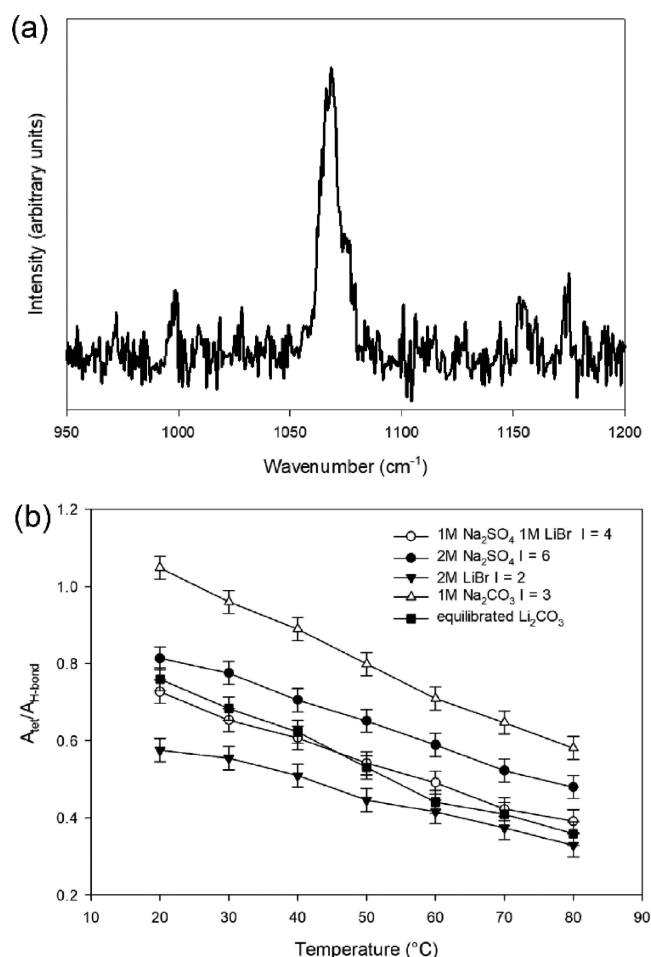 (a)
Intensity (arbitrary units)
950 1000 1050 1100 1150 1200
Wavenumber (cm⁻¹)
(b)
1.2
1.0
0.8
0.6
0.4
0.2
A_tet/A_H-bond
1M Na₂SO₄ 1M LiBr I = 4
2M Na₂SO₄ I = 6
2M LiBr I = 2
1M Na₂CO₃ I = 3
equilibrated Li₂CO₃
10 20 30 40 50 60 70 80 90
Temperature (°C)